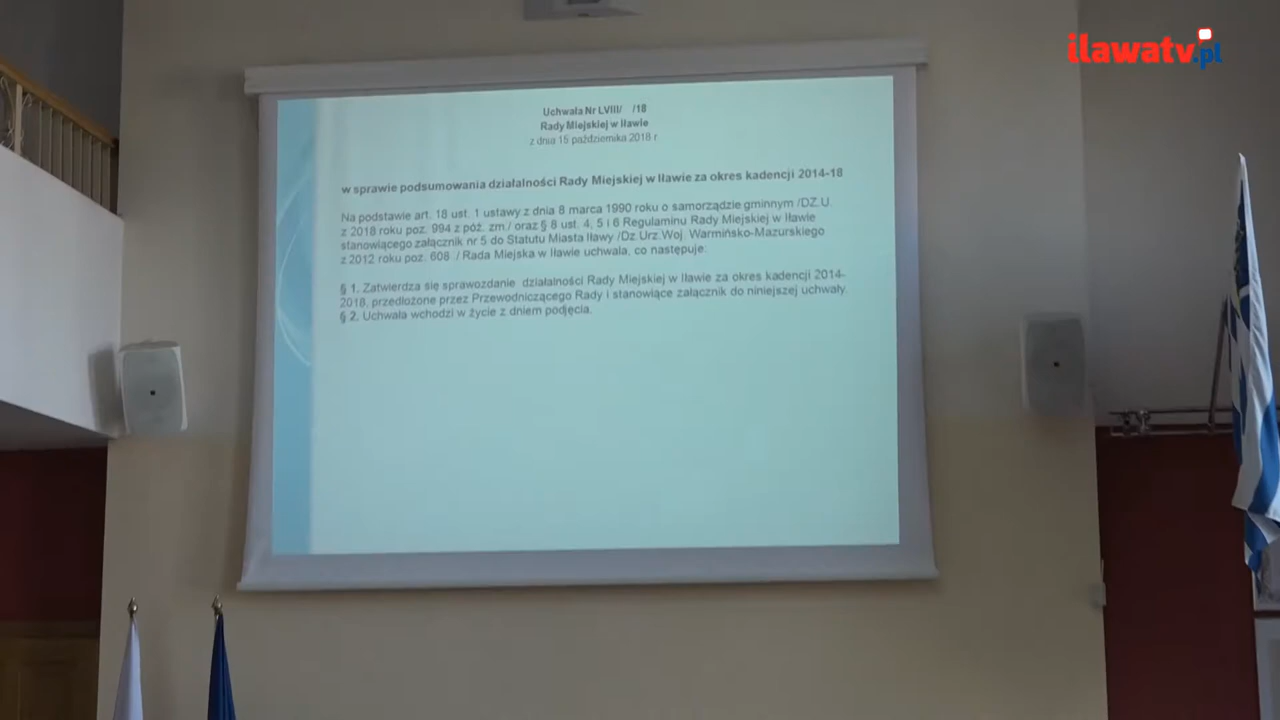 ilawatv.pl
Uchwała Nr LVIII/ /18
Rady Miejskiej w Iławie
z dnia 15 października 2018 r.
w sprawie podsumowania działalności Rady Miejskiej w Iławie za okres kadencji 2014-18
Na podstawie art. 18 ust. 1 ustawy z dnia 8 marca 1990 roku o samorządzie gminnym /DZ.U.
z 2018 roku poz. 994 z póź. zm./ oraz § 8 ust. 4, 5 i 6 Regulaminu Rady Miejskiej w Iławie
stanowiącego załącznik nr 5 do Statutu Miasta Iławy /Dz.Urz.Woj. Warmińsko-Mazurskiego
z 2012 roku poz. 608 / Rada Miejska w Iławie uchwala, co następuje:
§ 1. Zatwierdza się sprawozdanie działalności Rady Miejskiej w Iławie za okres kadencji 2014-
2018, przedłożone przez Przewodniczącego Rady i stanowiące załącznik do niniejszej uchwały.
§ 2. Uchwała wchodzi w życie z dniem podjęcia.